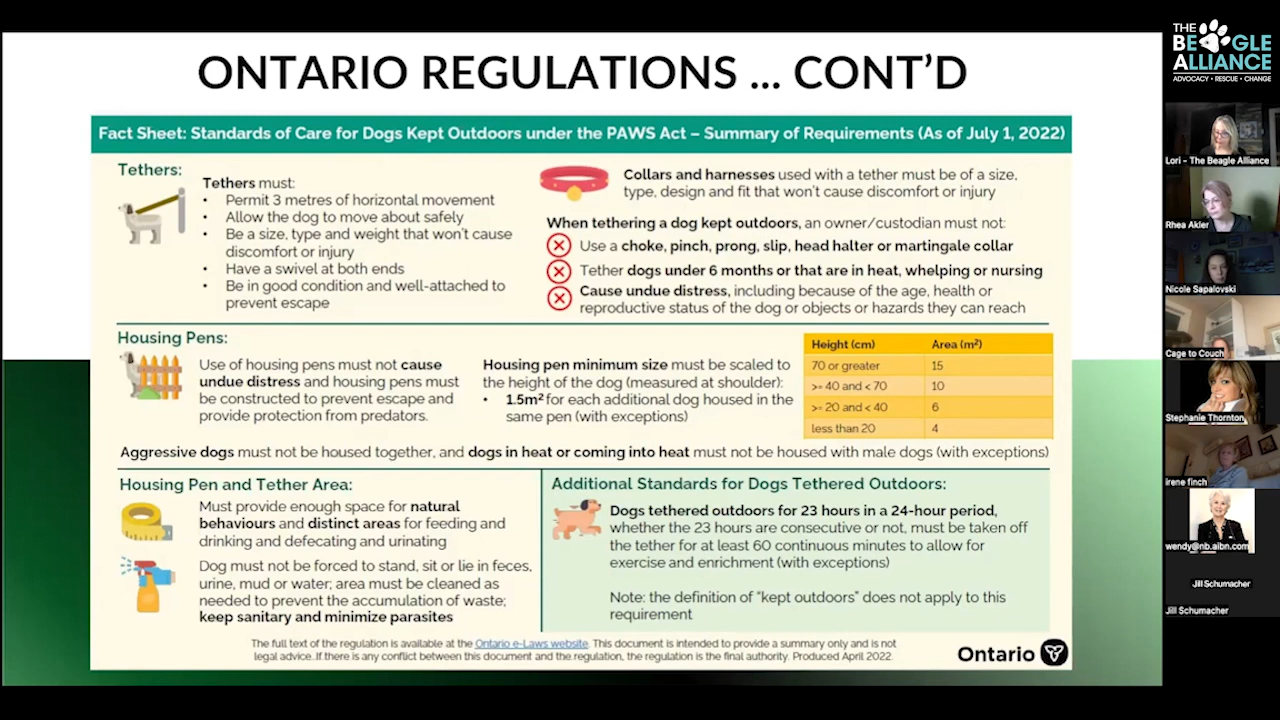 ONTARIO REGULATIONS ... CONT'D
Fact Sheet: Standards of Care for Dogs Kept Outdoors under the PAWS Act – Summary of Requirements (As of July 1, 2022)
Tethers:
Tethers must:
• Permit 3 metres of horizontal movement
• Allow the dog to move about safely
• Be a size, type and weight that won't cause
discomfort or injury
• Have a swivel at both ends
• Be in good condition and well-attached to
prevent escape
Collars and harnesses used with a tether must be of a size,
type, design and fit that won't cause discomfort or injury
When tethering a dog kept outdoors, an owner/custodian must not:
Use a choke, pinch, prong, slip, head halter or martingale collar
Tether dogs under 6 months or that are in heat, whelping or nursing
Cause undue distress, including because of the age, health or
reproductive status of the dog or objects or hazards they can reach
Housing Pens:
Use of housing pens must not cause
undue distress and housing pens must
be constructed to prevent escape and
provide protection from predators.
Housing pen minimum size must be scaled to
the height of the dog (measured at shoulder):
• 1.5m² for each additional dog housed in the
same pen (with exceptions)
Height (cm) Area (m²)
70 or greater 15
>= 40 and < 70 10
>= 20 and < 40 6
less than 20 4
Aggressive dogs must not be housed together, and dogs in heat or coming into heat must not be housed with male dogs (with exceptions)
Housing Pen and Tether Area:
Must provide enough space for natural
behaviours and distinct areas for feeding and
drinking and defecating and urinating
Dog must not be forced to stand, sit or lie in feces,
urine, mud or water; area must be cleaned as
needed to prevent the accumulation of waste;
keep sanitary and minimize parasites
Additional Standards for Dogs Tethered Outdoors:
Dogs tethered outdoors for 23 hours in a 24-hour period,
whether the 23 hours are consecutive or not, must be taken off
the tether for at least 60 continuous minutes to allow for
exercise and enrichment (with exceptions)
Note: the definition of "kept outdoors" does not apply to this
requirement
The full text of the regulation is available at the Ontario e-Laws website. This document is intended to provide a summary only and is not
legal advice. If there is any conflict between this document and the regulation, the regulation is the final authority. Produced April 2022.
Ontario
THE
BEAGLE
ALLIANCE
ADVOCACY • RESCUE • CHANGE
Lori - The Beagle Alliance
Rhea Akler
Nicole Sapalovski
Cage to Couch
Stephanie Thornton
irene finch
wendy@nb.aibn.com
Jill Schumacher
Jill Schumacher